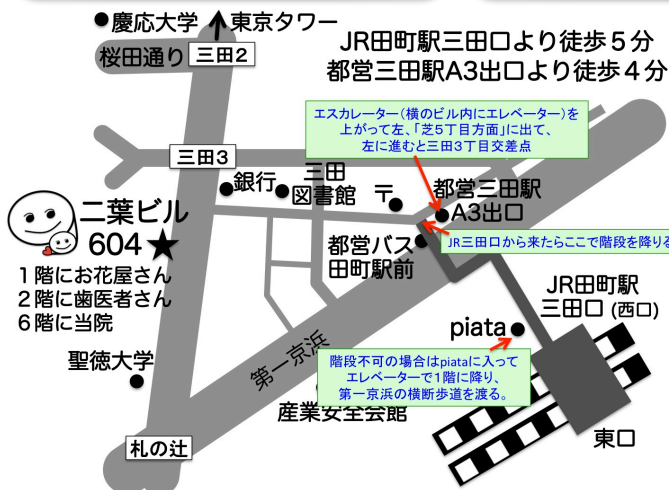 慶応大学
東京タワー
桜田通り
三田2
JR田町駅三田口より徒歩5分
都営三田駅A3出口より徒歩4分
エスカレーター(横のビル内にエレベーター)を
上がって左、「芝5丁目方面」に出て、
左に進むと三田3丁目交差点
三田3
銀行
三田
図書館
〒
都営三田駅
A3出口
二葉ビル
604★
1階にお花屋さん
2階に歯医者さん
6階に当院
都営バス
田町駅前
JR三田口から来たらここで階段を降りる
JR田町駅
三田口(西口)
piata
聖徳大学
第一京浜
階段不可の場合はpiataに入って
エレベーターで1階に降り、
第一京浜の横断歩道を渡る。
産業安全会館
札の辻
東口